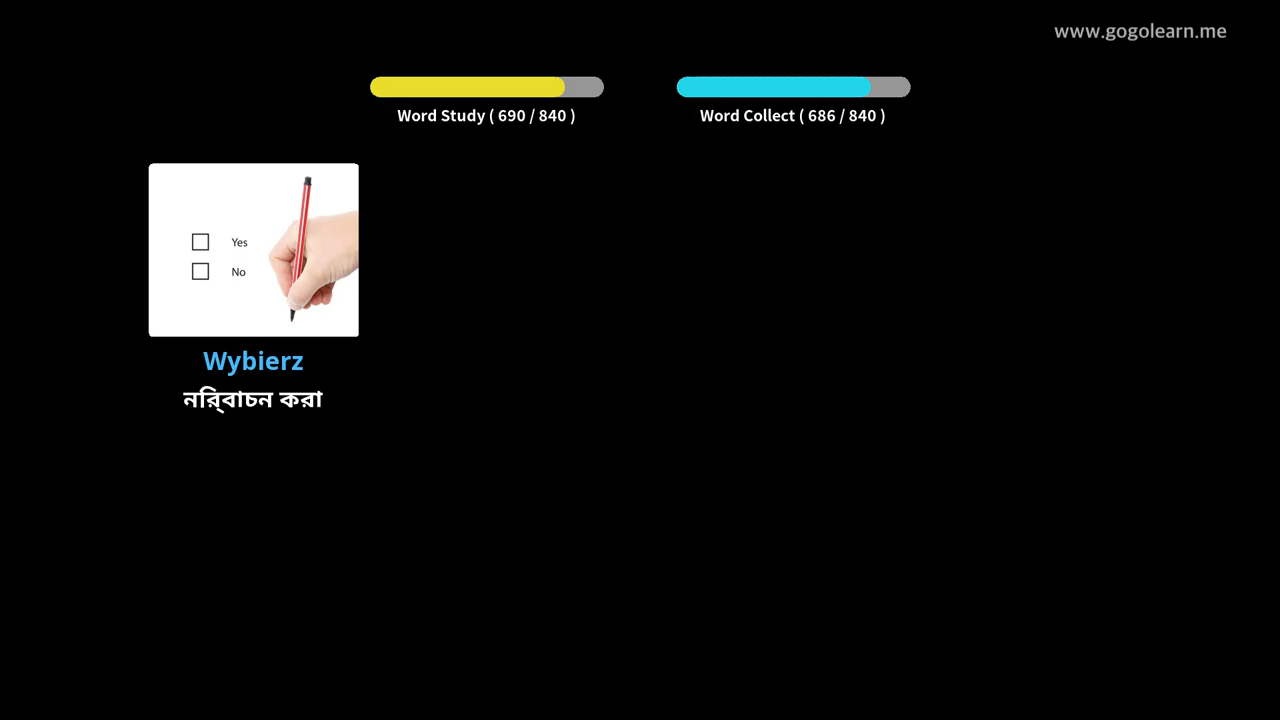 www.gogolearn.me
Word Study ( 690 / 840 )
Word Collect ( 686 / 840 )
Yes
No
Wybierz
নির্বাচন করা